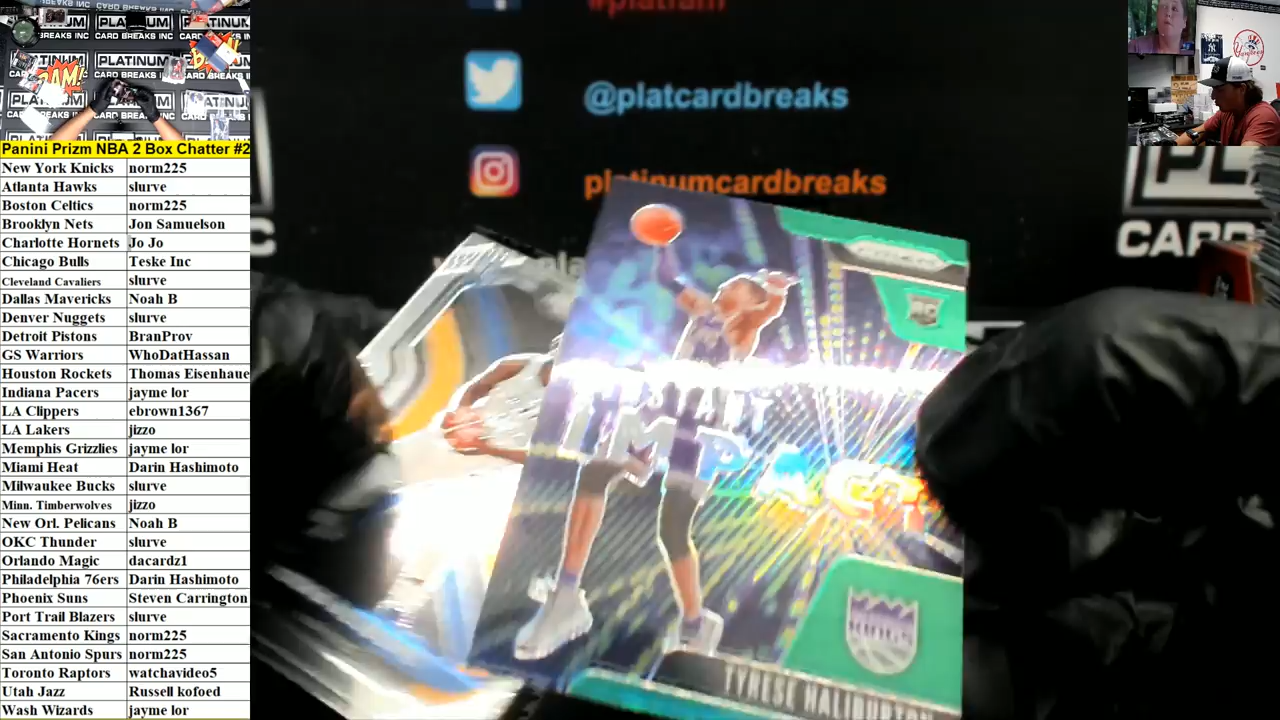 PLATINUM
CARD BREAKS INC
Panini Prizm NBA 2 Box Chatter #2
New York Knicks norm225
Atlanta Hawks slurve
Boston Celtics norm225
Brooklyn Nets Jon Samuelson
Charlotte Hornets Jo Jo
Chicago Bulls Teske Inc
Cleveland Cavaliers slurve
Dallas Mavericks Noah B
Denver Nuggets slurve
Detroit Pistons BranProv
GS Warriors WhoDatHassan
Houston Rockets Thomas Eisenhaue
Indiana Pacers jayme lor
LA Clippers ebrown1367
LA Lakers jizzo
Memphis Grizzlies jayme lor
Miami Heat Darin Hashimoto
Milwaukee Bucks slurve
Minn. Timberwolves jizzo
New Orl. Pelicans Noah B
OKC Thunder slurve
Orlando Magic dacardz1
Philadelphia 76ers Darin Hashimoto
Phoenix Suns Steven Carrington
Port Trail Blazers slurve
Sacramento Kings norm225
San Antonio Spurs norm225
Toronto Raptors watchavideo5
Utah Jazz Russell kofoed
Wash Wizards jayme lor
@platcardbreaks
platinumcardbreaks
IMPACT
KINGS
TYRESE HALIBURTON